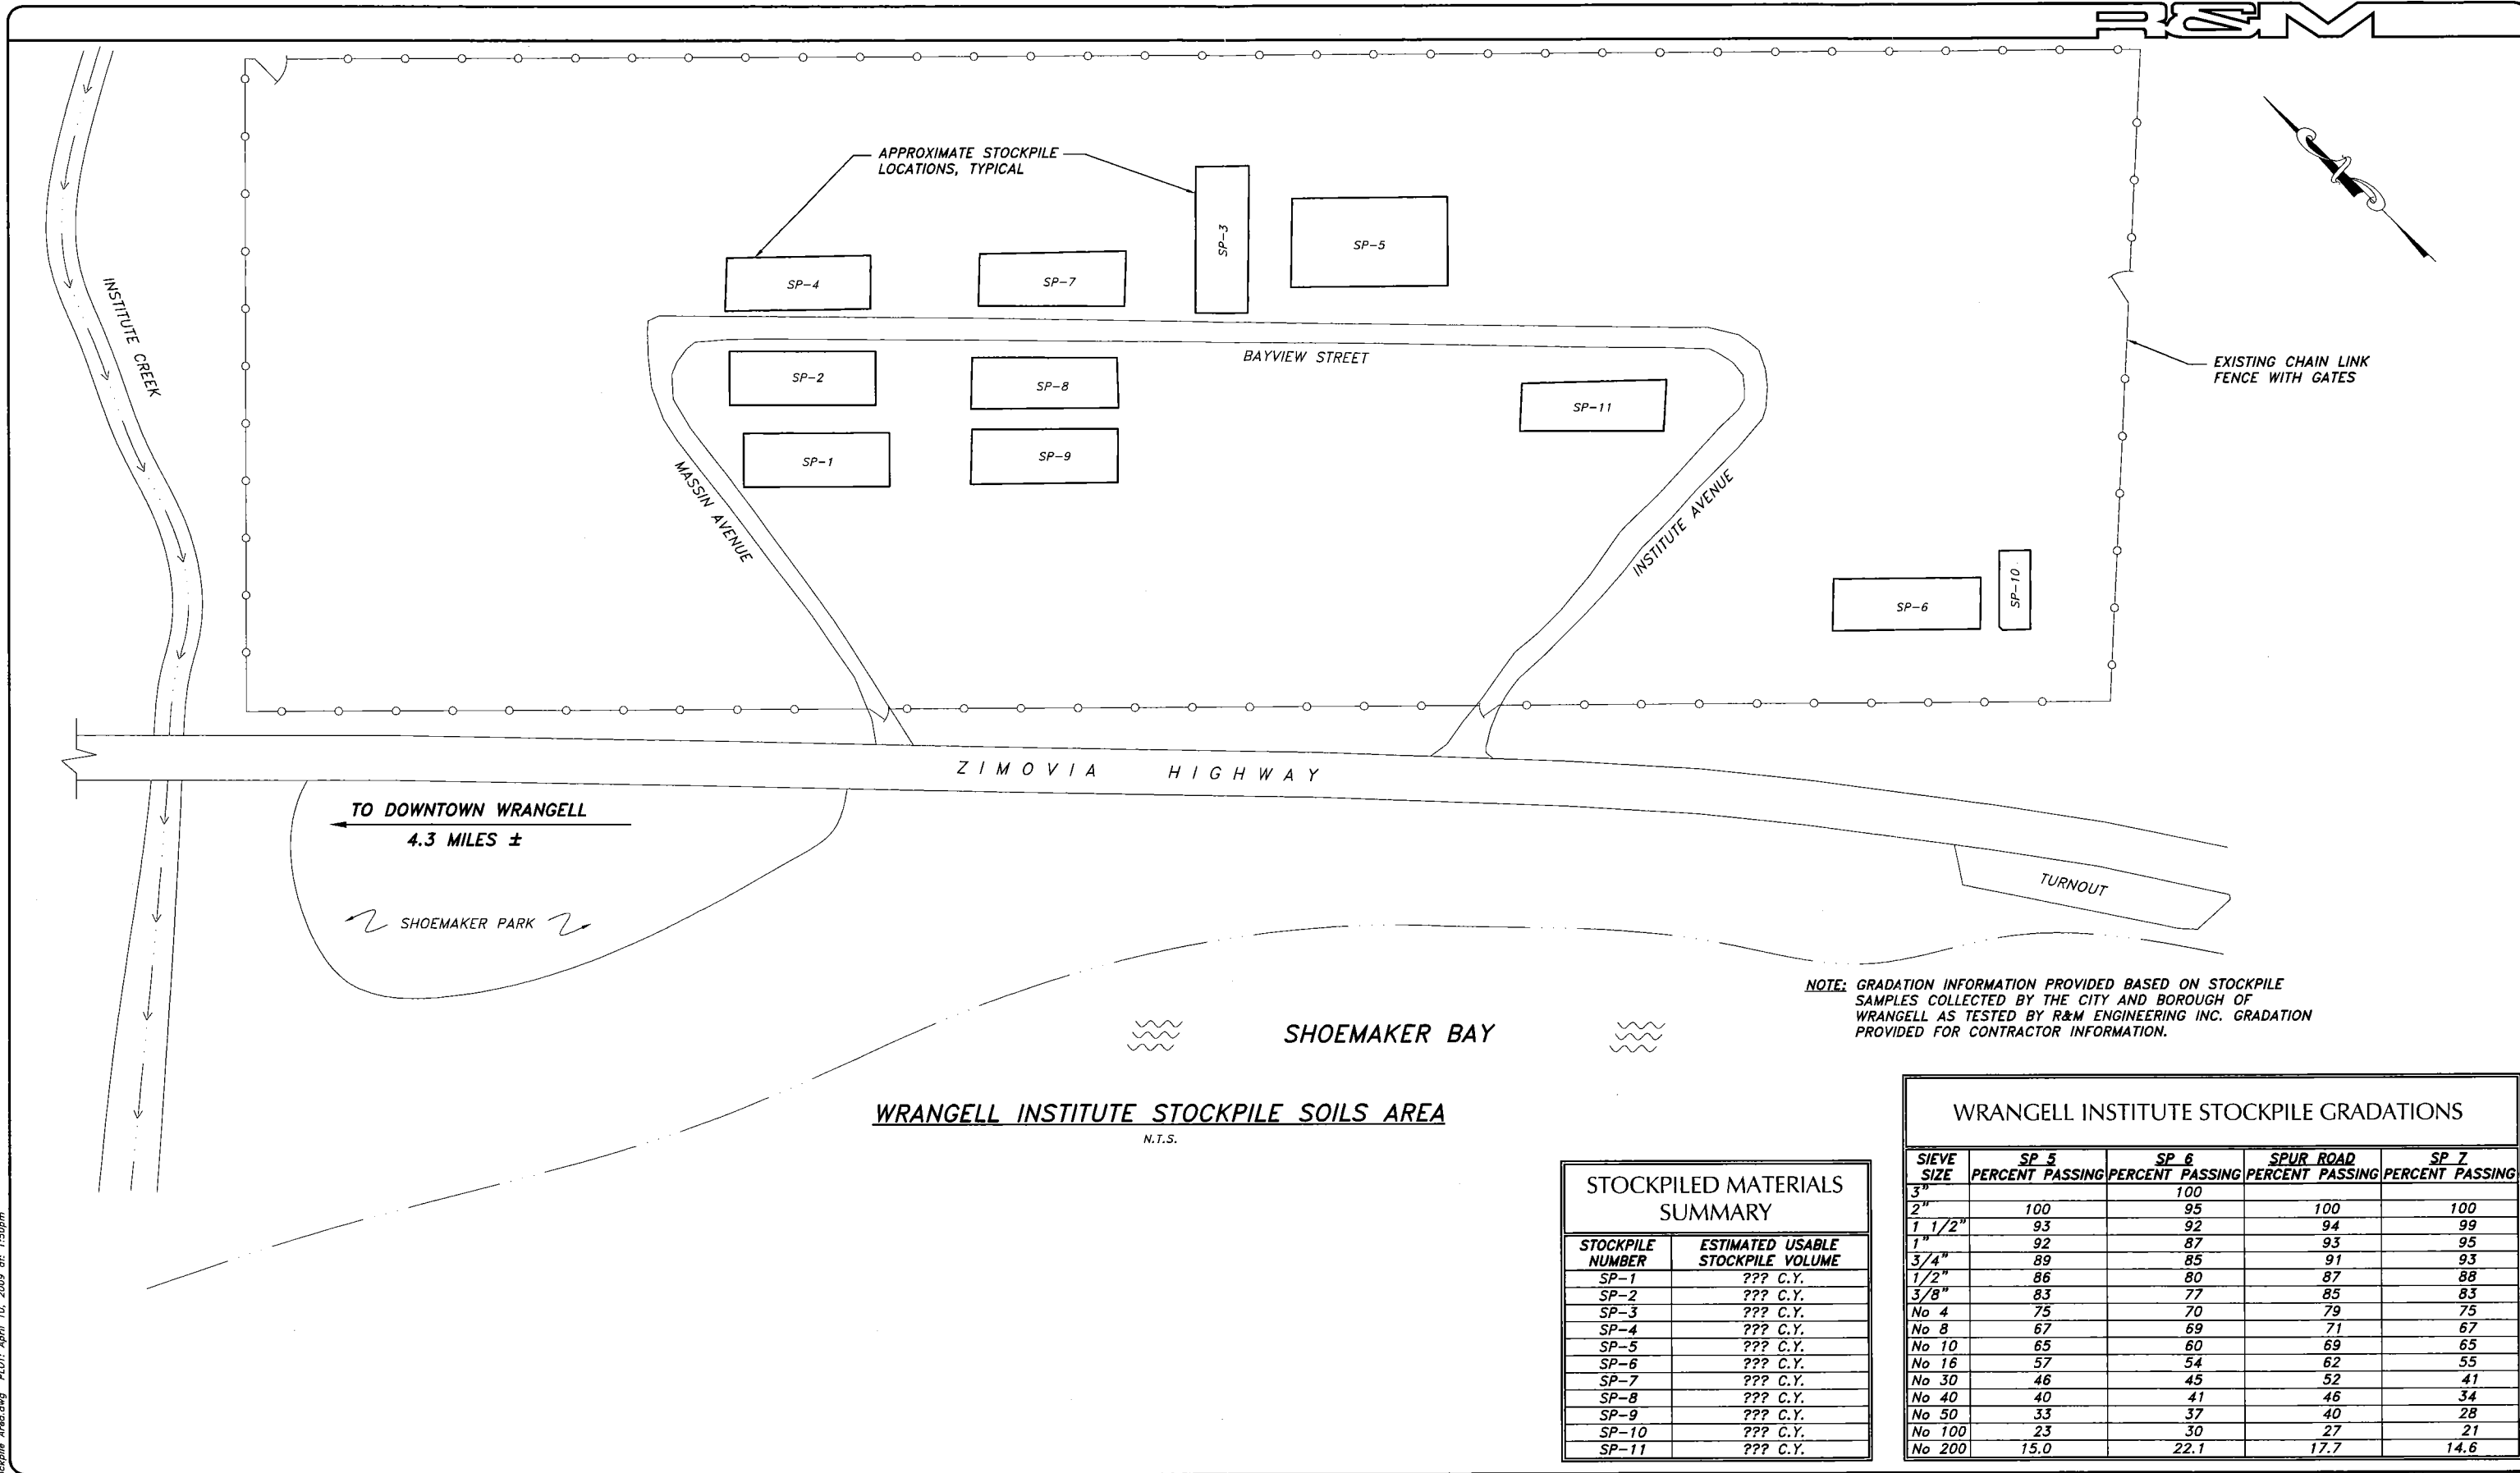 R&M
APPROXIMATE STOCKPILE
LOCATIONS, TYPICAL
SP-3
SP-5
SP-4
SP-7
INSTITUTE CREEK
BAYVIEW STREET
EXISTING CHAIN LINK
FENCE WITH GATES
SP-2
SP-8
SP-11
SP-1
SP-9
MASSIN AVENUE
INSTITUTE AVENUE
SP-6
SP-10
ZIMOVIA HIGHWAY
TO DOWNTOWN WRANGELL
4.3 MILES ±
TURNOUT
SHOEMAKER PARK
NOTE: GRADATION INFORMATION PROVIDED BASED ON STOCKPILE
SAMPLES COLLECTED BY THE CITY AND BOROUGH OF
WRANGELL AS TESTED BY R&M ENGINEERING INC. GRADATION
PROVIDED FOR CONTRACTOR INFORMATION.
SHOEMAKER BAY
WRANGELL INSTITUTE STOCKPILE SOILS AREA
N.T.S.
STOCKPILED MATERIALS
SUMMARY
STOCKPILE NUMBER ESTIMATED USABLE STOCKPILE VOLUME
SP-1 ??? C.Y.
SP-2 ??? C.Y.
SP-3 ??? C.Y.
SP-4 ??? C.Y.
SP-5 ??? C.Y.
SP-6 ??? C.Y.
SP-7 ??? C.Y.
SP-8 ??? C.Y.
SP-9 ??? C.Y.
SP-10 ??? C.Y.
SP-11 ??? C.Y.
WRANGELL INSTITUTE STOCKPILE GRADATIONS
SIEVE SP 5 SP 6 SPUR ROAD SP 7
SIZE PERCENT PASSING PERCENT PASSING PERCENT PASSING PERCENT PASSING
3" 100
2" 100 95 100 100
1 1/2" 93 92 94 99
1" 92 87 93 95
3/4" 89 85 91 93
1/2" 86 80 87 88
3/8" 83 77 85 83
No 4 75 70 79 75
No 8 67 69 71 67
No 10 65 60 69 65
No 16 57 54 62 55
No 30 46 45 52 41
No 40 40 41 46 34
No 50 33 37 40 28
No 100 23 30 27 21
No 200 15.0 22.1 17.7 14.6
Area.dwg PLOT: April 10, 2009 at: 1:50pm